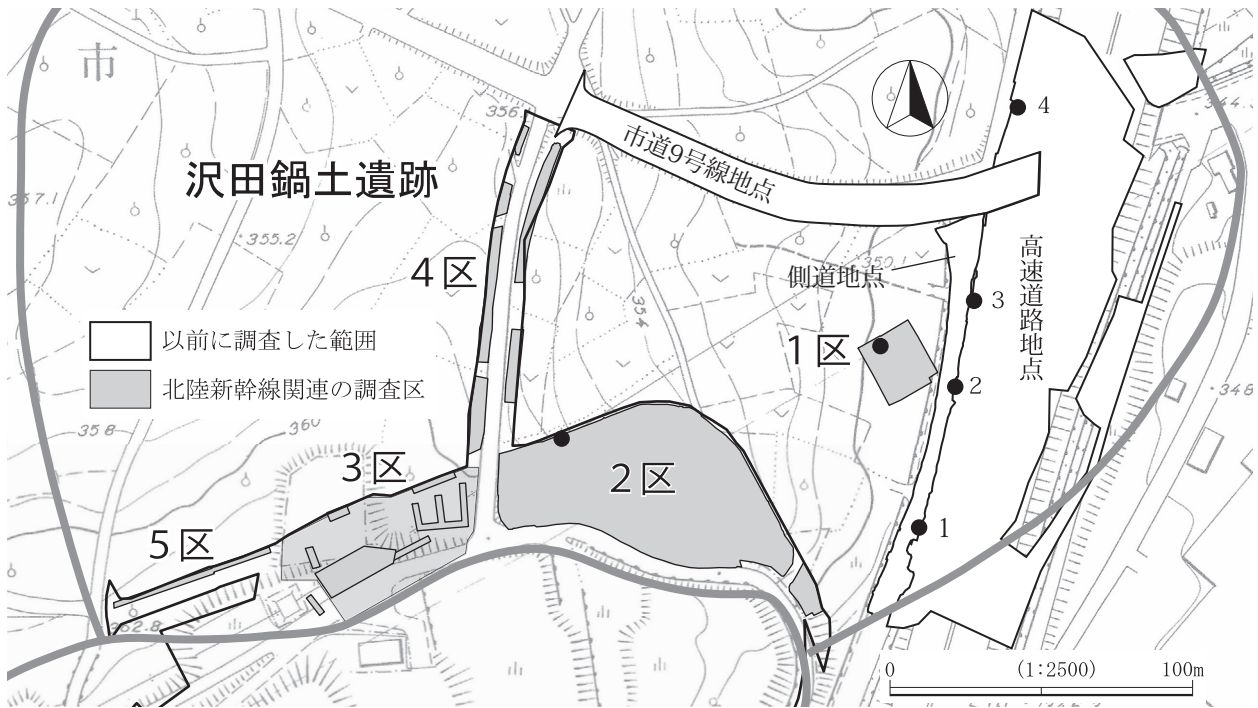 市
沢田鍋土遺跡
356.
357.1
355.2
市道9号線地点
側道地点
350.1
高速道路地点
344.
354
348
358
360
362.8
1区
2区
3区
4区
5区
4
3
2
1
以前に調査した範囲
北陸新幹線関連の調査区
0 (1:2500) 100m